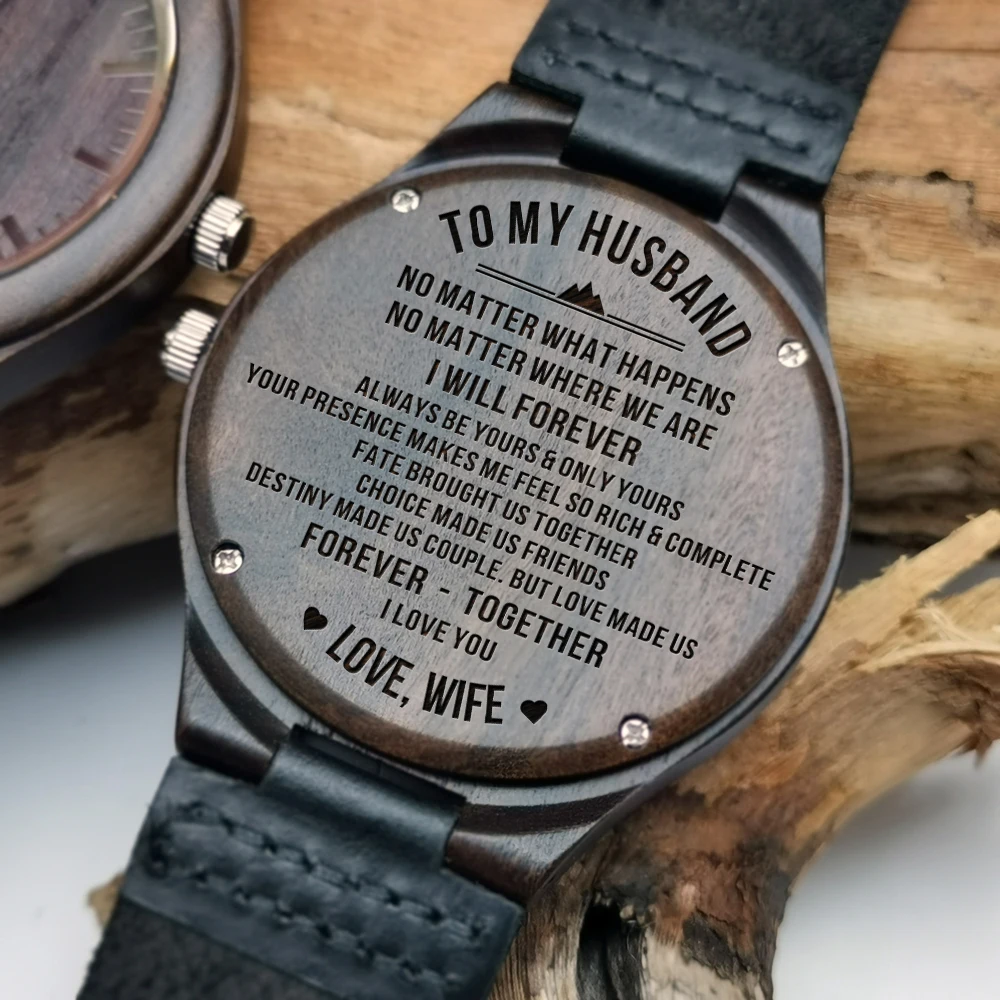 TO MY HUSBAND
NO MATTER WHAT HAPPENS
NO MATTER WHERE WE ARE
I WILL FOREVER
ALWAYS BE YOURS & ONLY YOURS
YOUR PRESENCE MAKES ME FEEL SO RICH & COMPLETE
FATE BROUGHT US TOGETHER
CHOICE MADE US FRIENDS
DESTINY MADE US COUPLE. BUT LOVE MADE US
FOREVER - TOGETHER
I LOVE YOU
LOVE, WIFE